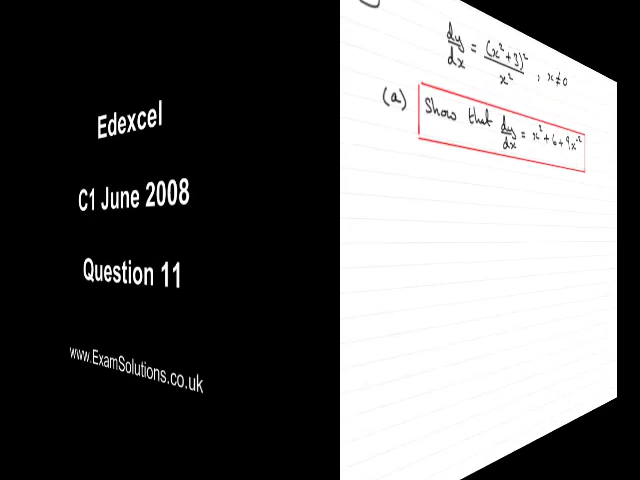 Edexcel
C1 June 2008
Question 11
www.ExamSolutions.co.uk
dy/dx = (x²+3)²/x² , x≠0
(a) Show that dy/dx = x² + 6 + 9x⁻²